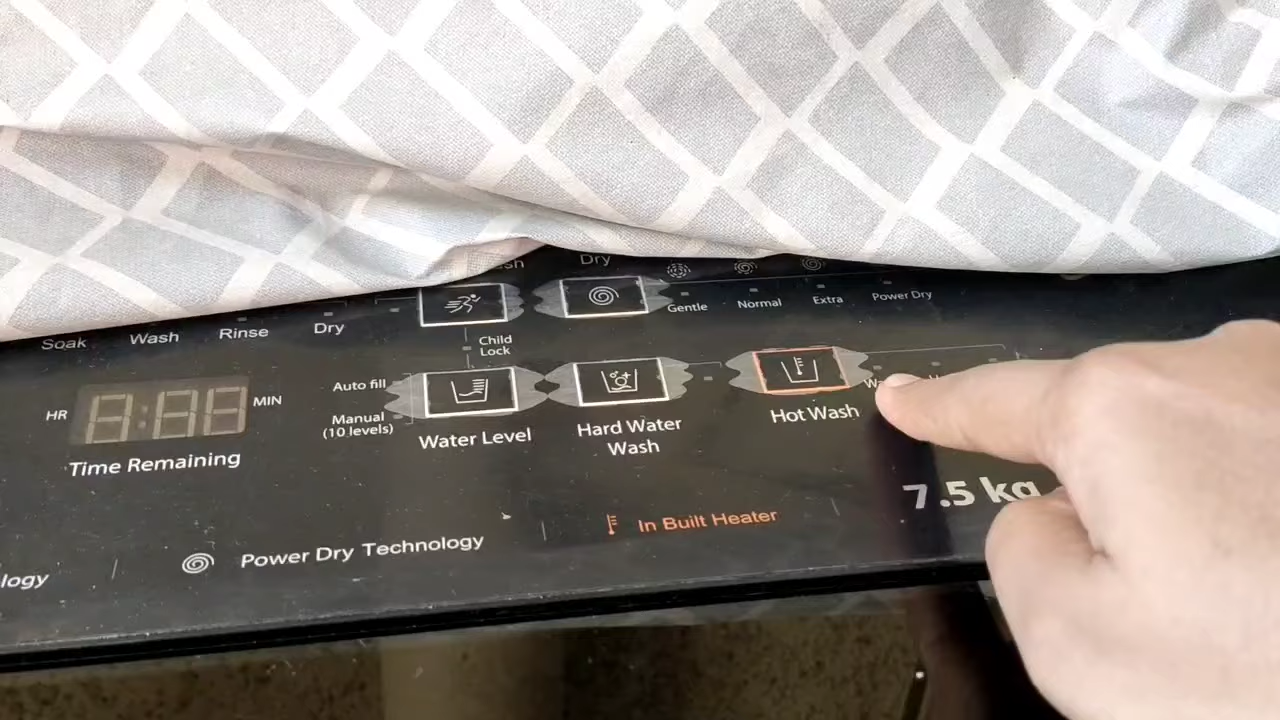 Dry
Gentle
Normal
Extra
Power Dry
Soak
Wash
Rinse
Dry
Child
Lock
HR
MIN
Time Remaining
Auto fill
Manual
(10 levels)
Water Level
Hard Water
Wash
Hot Wash
7.5 kg
In Built Heater
Power Dry Technology